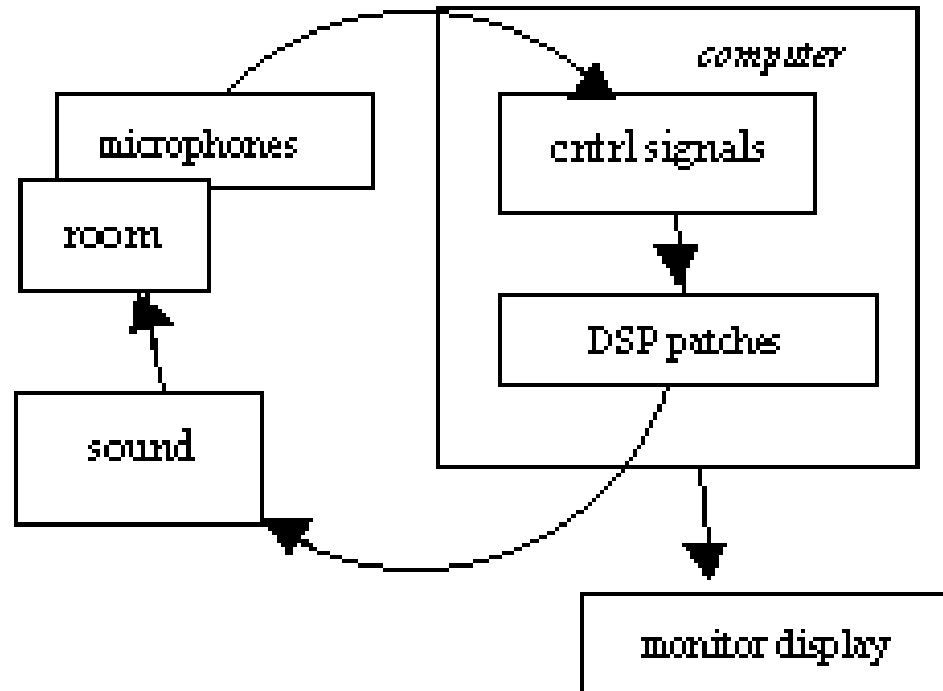 computer
microphones
cntrl signals
room
DSP patches
sound
monitor display